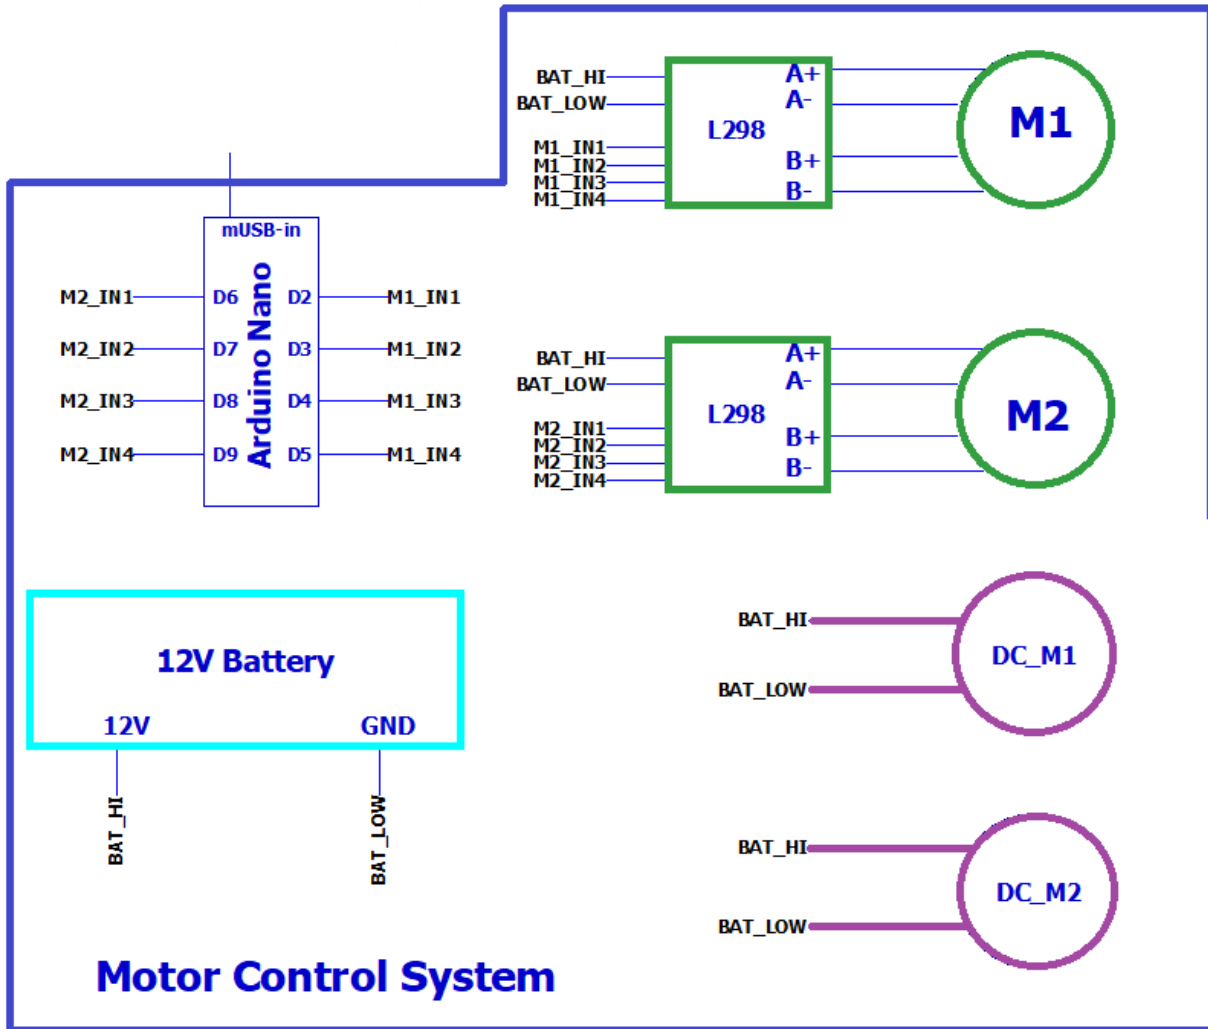 BAT_HI
BAT_LOW
M1_IN1
M1_IN2
M1_IN3
M1_IN4
L298
A+
A-
B+
B-
M1
mUSB-in
Arduino Nano
M2_IN1 D6 D2 M1_IN1
M2_IN2 D7 D3 M1_IN2
M2_IN3 D8 D4 M1_IN3
M2_IN4 D9 D5 M1_IN4
BAT_HI
BAT_LOW
M2_IN1
M2_IN2
M2_IN3
M2_IN4
L298
A+
A-
B+
B-
M2
12V Battery
12V GND
BAT_HI
BAT_LOW
BAT_HI
BAT_LOW
DC_M1
BAT_HI
BAT_LOW
DC_M2
Motor Control System